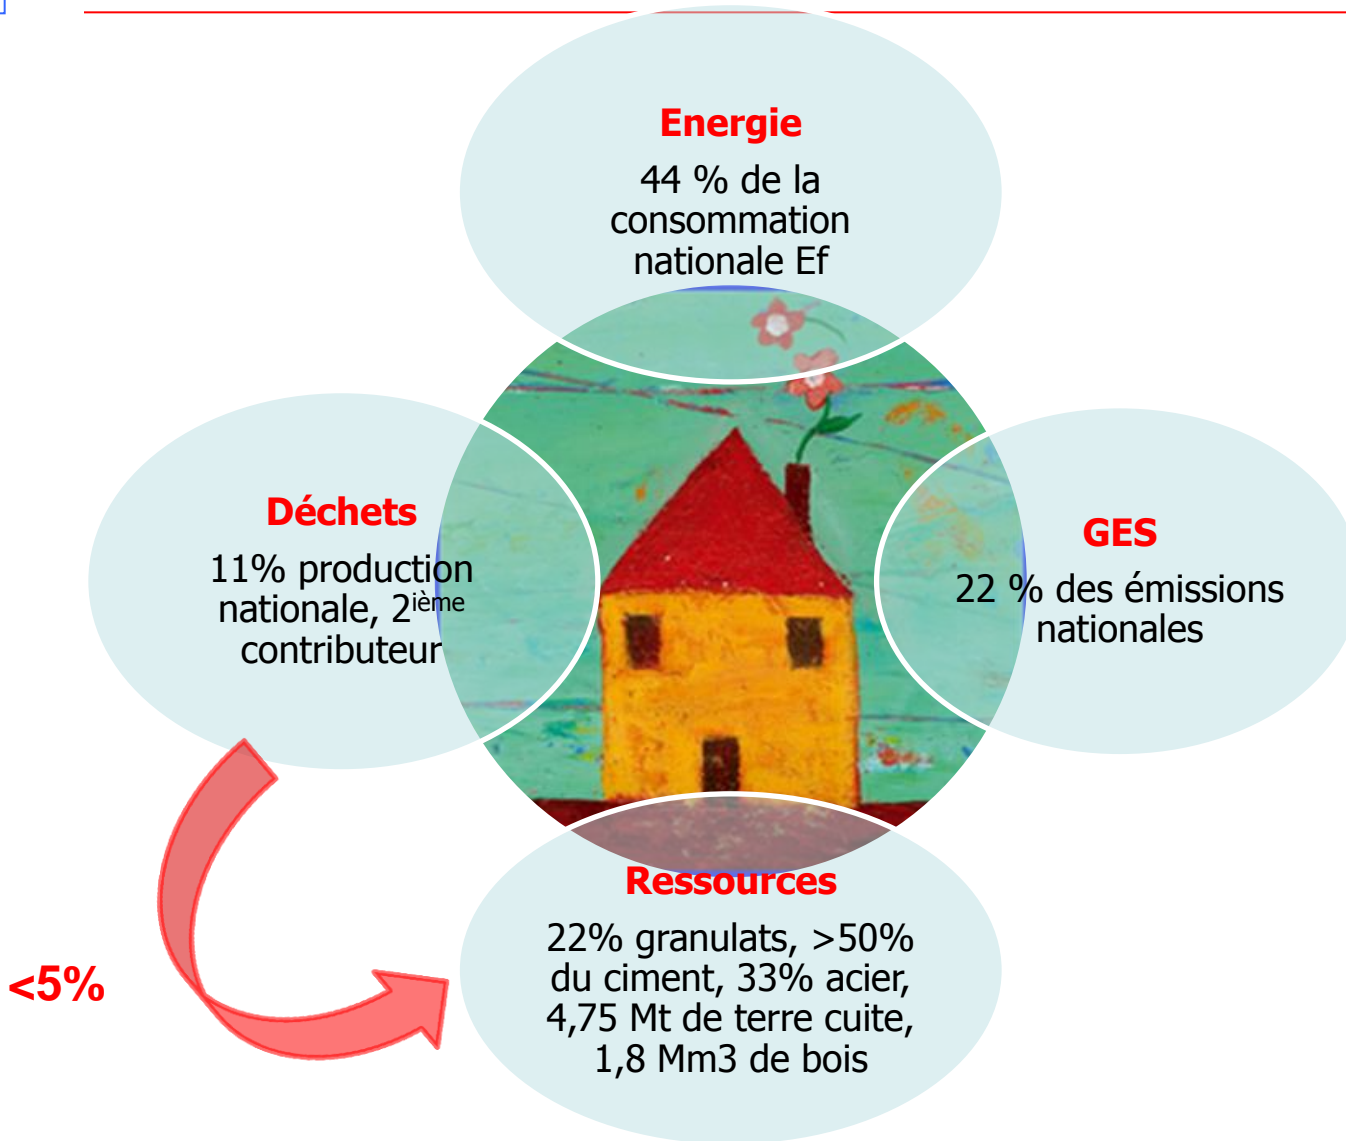 Energie
44 % de la
consommation
nationale Ef
Déchets
11% production
nationale, 2ième
contributeur
GES
22 % des émissions
nationales
Ressources
22% granulats, >50%
du ciment, 33% acier,
4,75 Mt de terre cuite,
1,8 Mm3 de bois
<5%